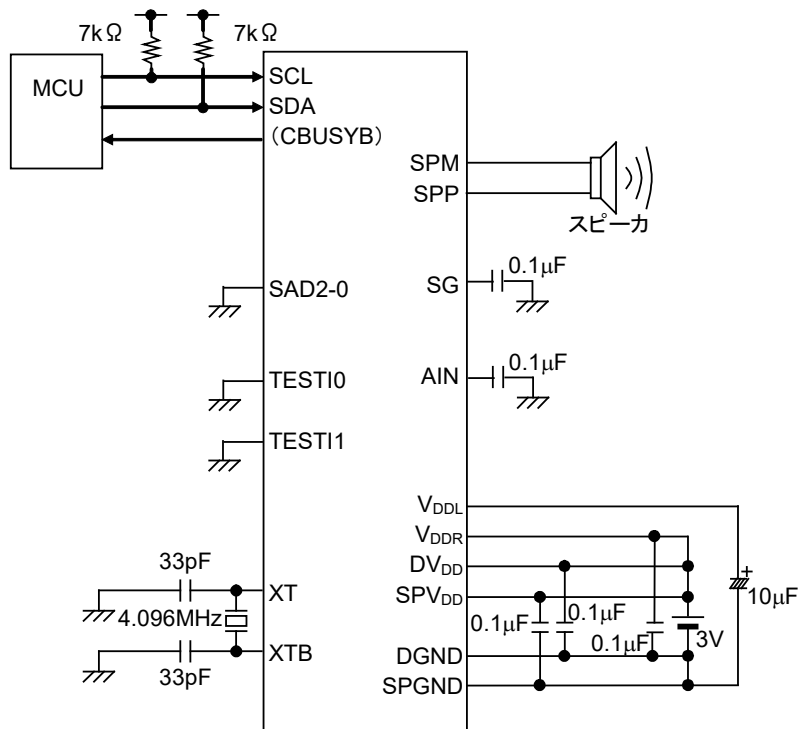 7kΩ
7kΩ
MCU
SCL
SDA
(CBUSYB)
SPM
SPP
スピーカ
SAD2-0
SG
0.1μF
TESTI0
AIN
0.1μF
TESTI1
VDDL
VDDR
DVDD
SPVDD
33pF
XT
4.096MHz
XTB
33pF
0.1μF
0.1μF
0.1μF
3V
+
10μF
DGND
SPGND